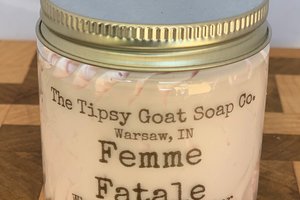 The Tipsy Goat Soap Co.
Warsaw, IN
Femme
Fatale